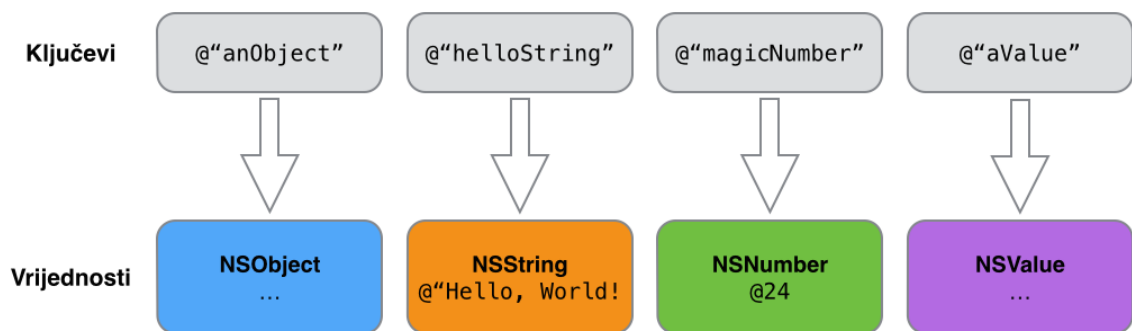 Ključevi
@“anObject”
@“helloString”
@“magicNumber”
@“aValue”
Vrijednosti
NSObject
...
NSString
@“Hello, World!
NSNumber
@24
NSValue
...